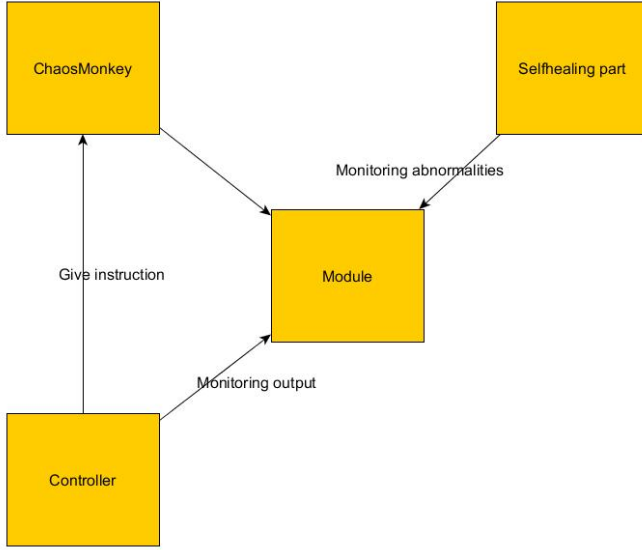 ChaosMonkey
Selfhealing part
Monitoring abnormalities
Give instruction
Module
Monitoring output
Controller